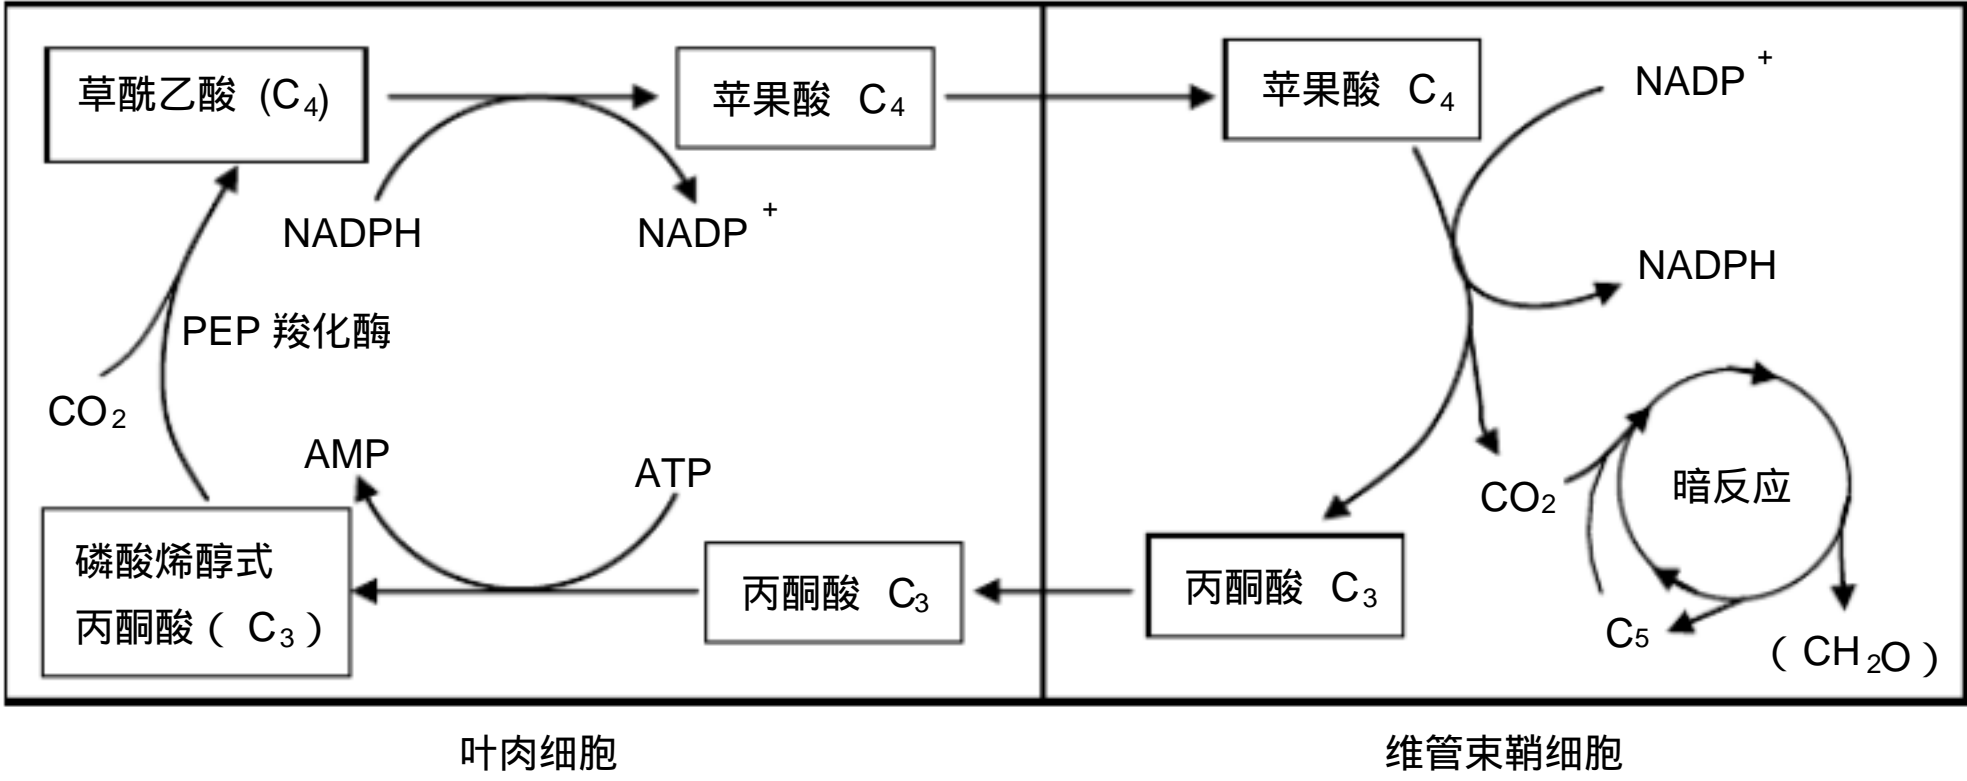 草酰乙酸 (C4)
苹果酸 C4
苹果酸 C4
NADP+
NADPH
NADP+
NADPH
PEP 羧化酶
CO2
AMP
ATP
CO2
暗反应
磷酸烯醇式
丙酮酸（ C3 ）
丙酮酸 C3
丙酮酸 C3
C5
（ CH2O ）
叶肉细胞
维管束鞘细胞